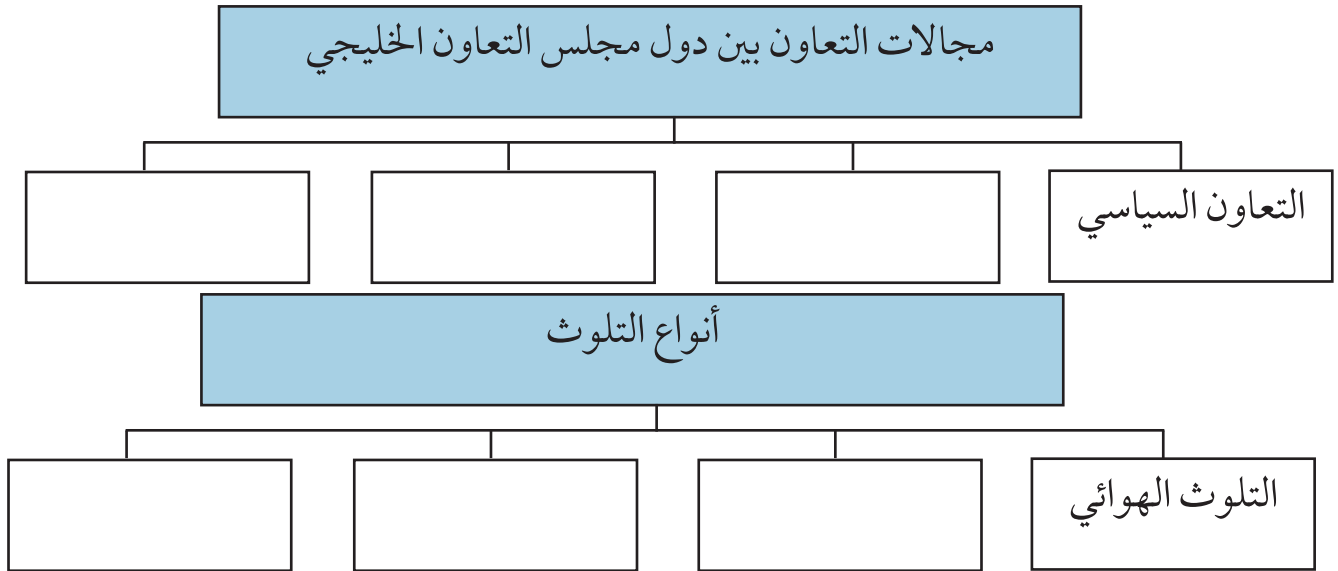 مجالات التعاون بين دول مجلس التعاون الخليجي
التعاون السياسي
أنواع التلوث
التلوث الهوائي